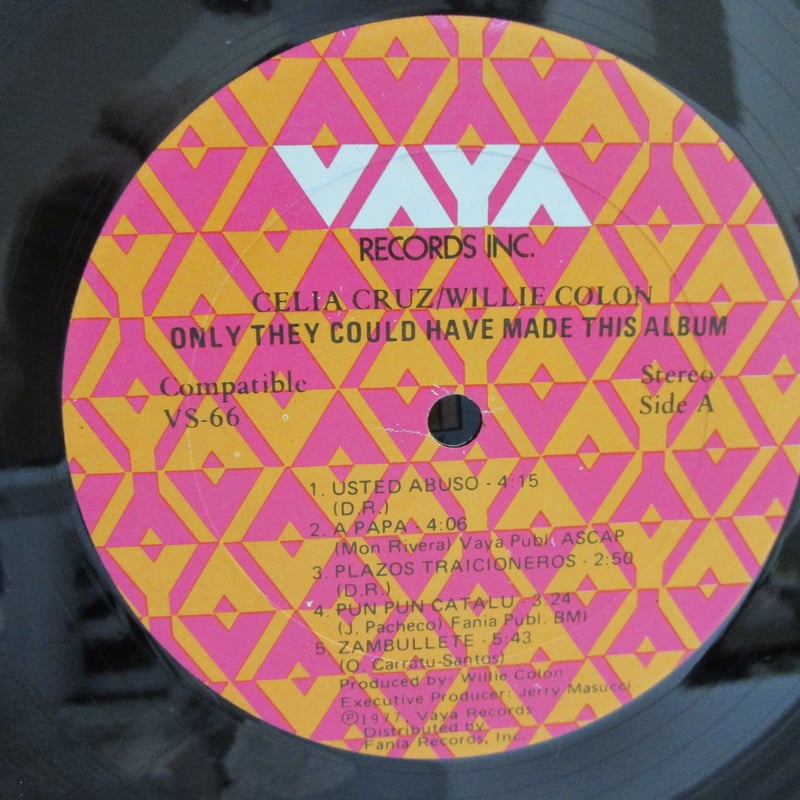 VAYA
RECORDS INC.
CELIA CRUZ/WILLIE COLON
ONLY THEY COULD HAVE MADE THIS ALBUM
Compatible
VS-66
Stereo
Side A
1. USTED ABUSO - 4:15
(D.R.)
2. A PAPA - 4:06
(Mon Rivera) Vaya Publ. ASCAP
3. PLAZOS TRAICIONEROS - 2:50
(D.R.)
4. PUN PUN CATALU - 3:24
(J. Pacheco) Fania Publ. BMI
5. ZAMBULLETE - 5:43
(O. Carratu-Santos)
Produced by: Willie Colon
Executive Producer: Jerry Masucci
℗1977, Vaya Records
Distributed by
Fania Records, Inc.